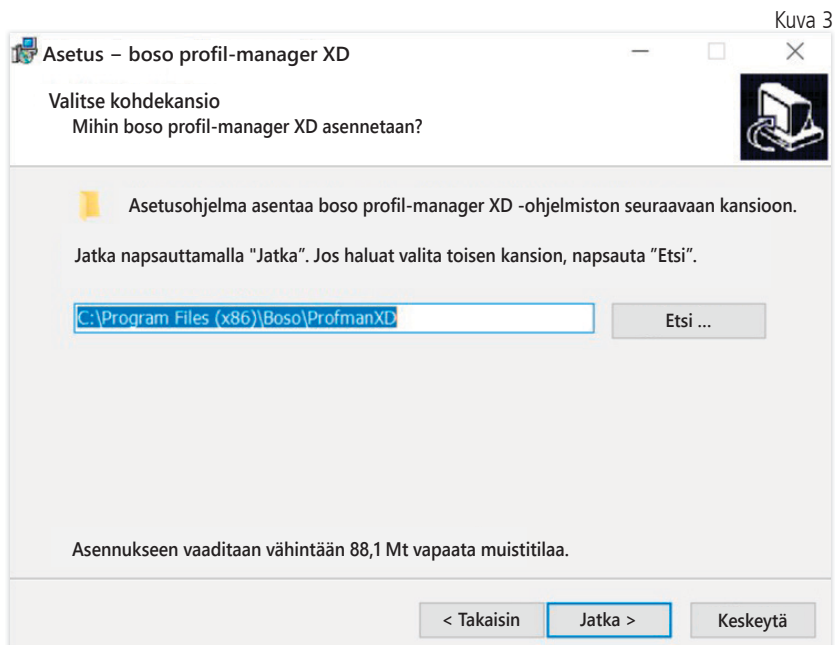 Kuva 3
Asetus – boso profil-manager XD
Valitse kohdekansio
Mihin boso profil-manager XD asennetaan?
Asetusohjelma asentaa boso profil-manager XD -ohjelmiston seuraavaan kansioon.
Jatka napsauttamalla "Jatka”. Jos haluat valita toisen kansion, napsauta ”Etsi”.
C:\Program Files (x86)\Boso\ProfmanXD
Etsi ...
Asennukseen vaaditaan vähintään 88,1 Mt vapaata muistitilaa.
< Takaisin
Jatka >
Keskeytä